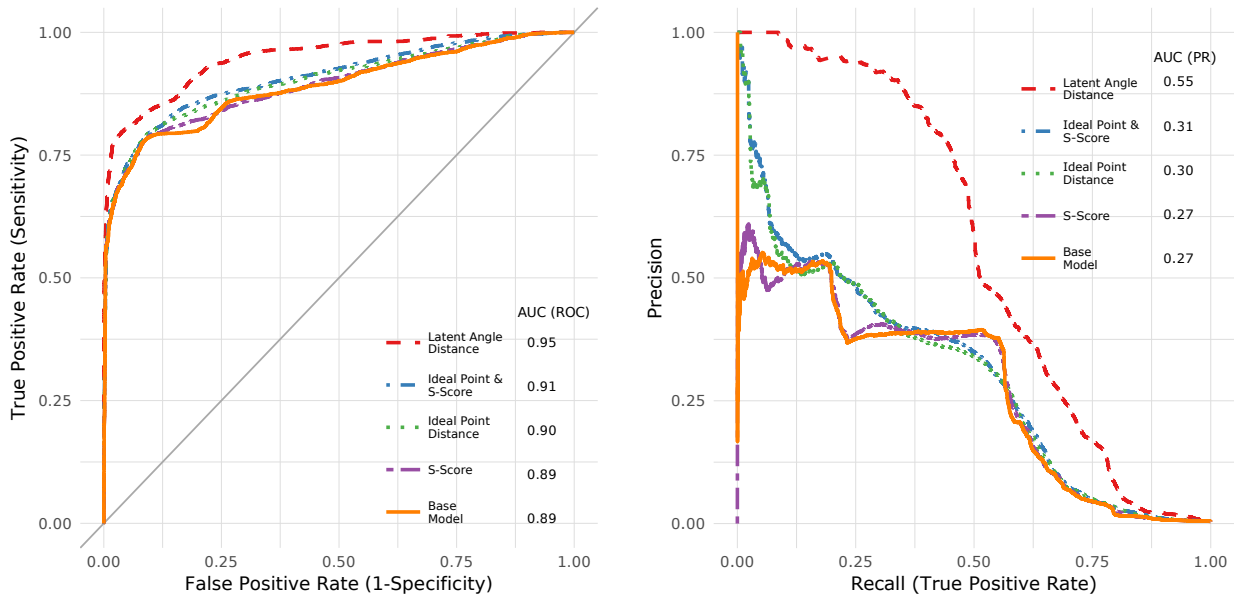 1.00
0.75
0.50
0.25
0.00
True Positive Rate (Sensitivity)
AUC (ROC)
Latent Angle
Distance
0.95
Ideal Point &
S-Score
0.91
Ideal Point
Distance
0.90
S-Score
0.89
Base
Model
0.89
0.00
0.25
0.50
0.75
1.00
False Positive Rate (1-Specificity)
1.00
0.75
0.50
0.25
0.00
Precision
AUC (PR)
Latent Angle
Distance
0.55
Ideal Point &
S-Score
0.31
Ideal Point
Distance
0.30
S-Score
0.27
Base
Model
0.27
0.00
0.25
0.50
0.75
1.00
Recall (True Positive Rate)